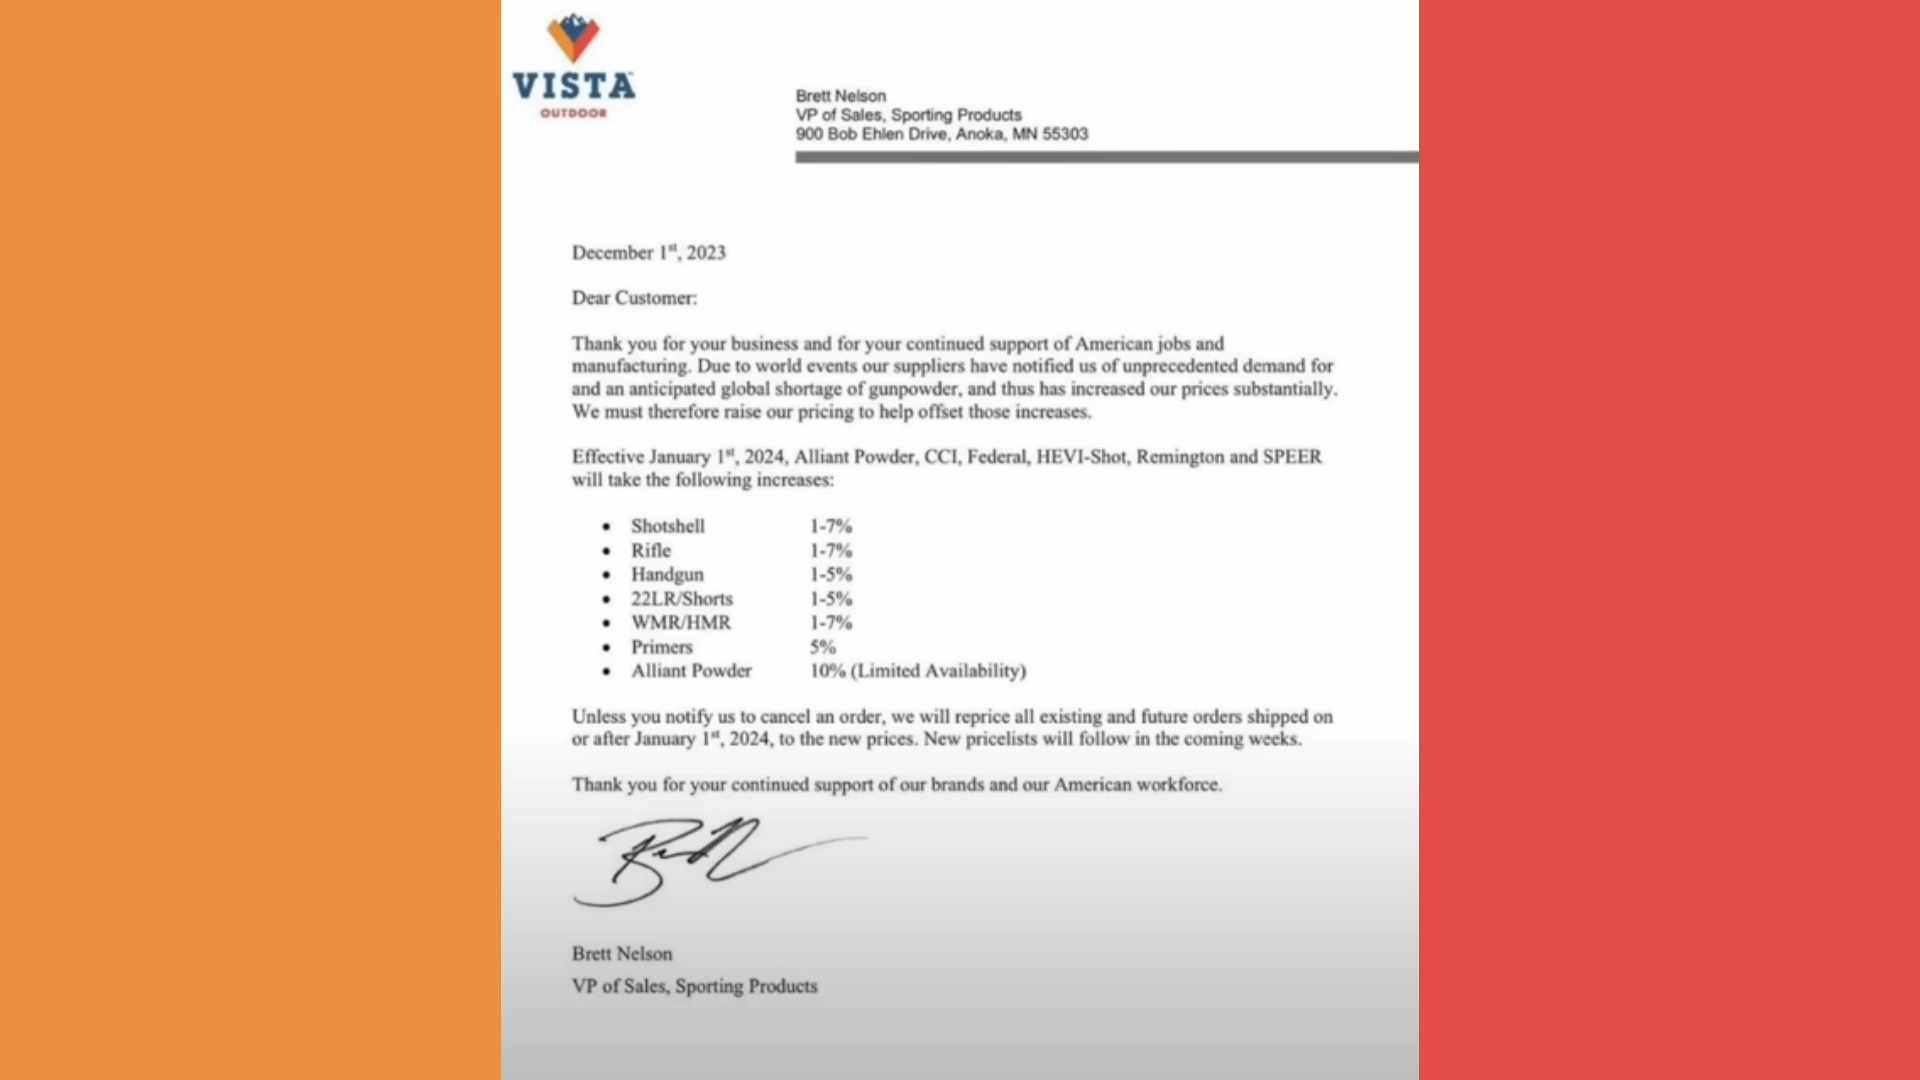 VISTA
OUTDOOR
Brett Nelson
VP of Sales, Sporting Products
900 Bob Ehlen Drive, Anoka, MN 55303
December 1st, 2023
Dear Customer:
Thank you for your business and for your continued support of American jobs and
manufacturing. Due to world events our suppliers have notified us of unprecedented demand for
and an anticipated global shortage of gunpowder, and thus has increased our prices substantially.
We must therefore raise our pricing to help offset those increases.
Effective January 1st, 2024, Alliant Powder, CCI, Federal, HEVI-Shot, Remington and SPEER
will take the following increases:
• Shotshell 1-7%
• Rifle 1-7%
• Handgun 1-5%
• 22LR/Shorts 1-5%
• WMR/HMR 1-7%
• Primers 5%
• Alliant Powder 10% (Limited Availability)
Unless you notify us to cancel an order, we will reprice all existing and future orders shipped on
or after January 1st, 2024, to the new prices. New pricelists will follow in the coming weeks.
Thank you for your continued support of our brands and our American workforce.
Brett Nelson
VP of Sales, Sporting Products